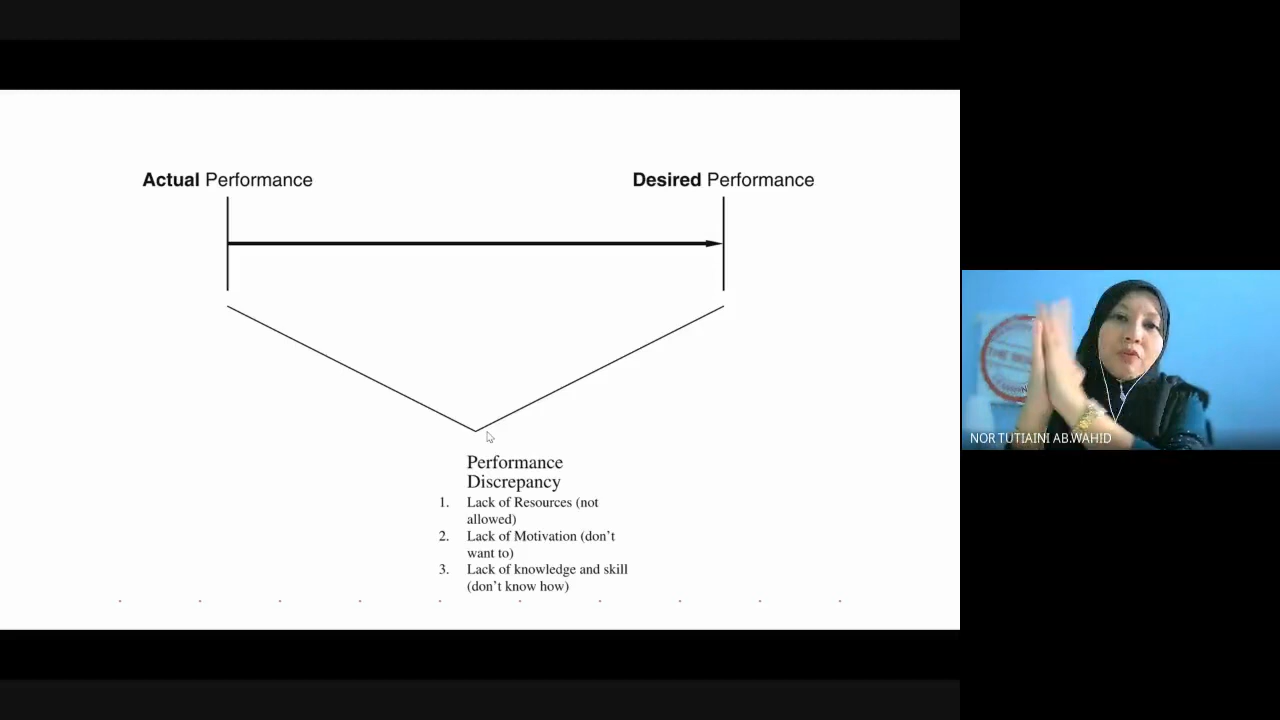 Actual Performance
Desired Performance
Performance
Discrepancy
1. Lack of Resources (not
allowed)
2. Lack of Motivation (don't
want to)
3. Lack of knowledge and skill
(don't know how)
NOR TUTIAINI AB.WAHID